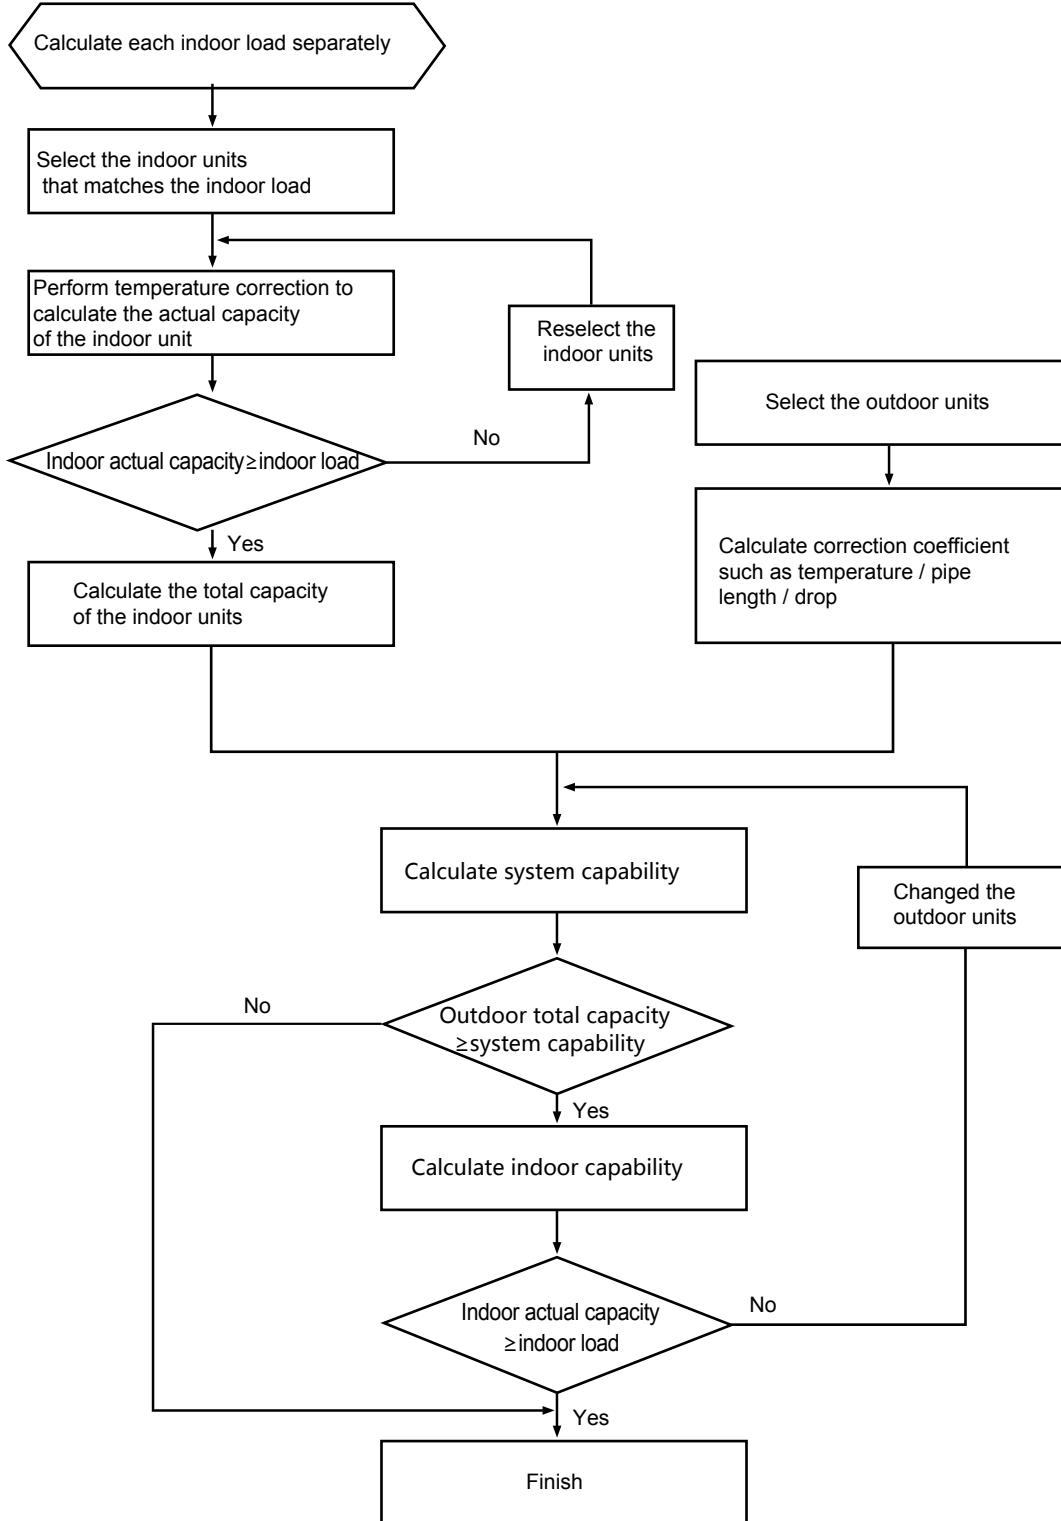 Calculate each indoor load separately
Select the indoor units
that matches the indoor load
Perform temperature correction to
calculate the actual capacity
of the indoor unit
Reselect the
indoor units
Select the outdoor units
No
Indoor actual capacity≥indoor load
Yes
Calculate correction coefficient
such as temperature / pipe
length / drop
Calculate the total capacity
of the indoor units
Calculate system capability
Changed the
outdoor units
No
Outdoor total capacity
≥system capability
Yes
Calculate indoor capability
Indoor actual capacity
≥indoor load
No
Yes
Finish